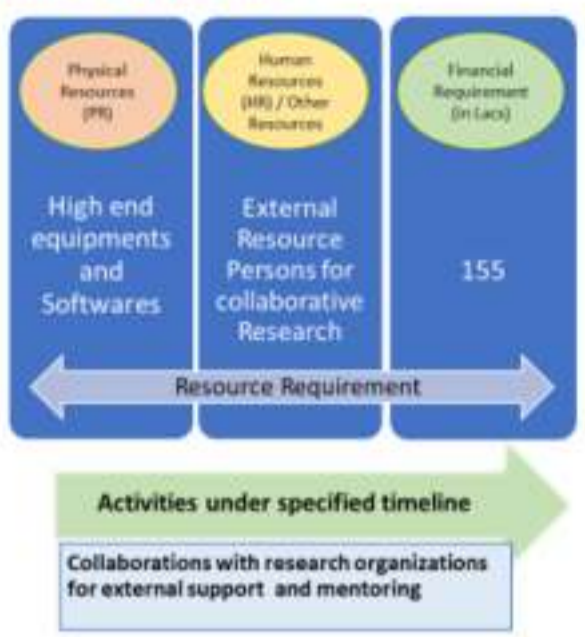 Physical
Resources
(PR)
Human
Resources
(HR) / Other
Resources
Financial
Requirement
(in Lacs)
High end
equipments
and
Softwares
External
Resource
Persons for
collaborative
Research
155
Resource Requirement
Activities under specified timeline
Collaborations with research organizations
for external support and mentoring